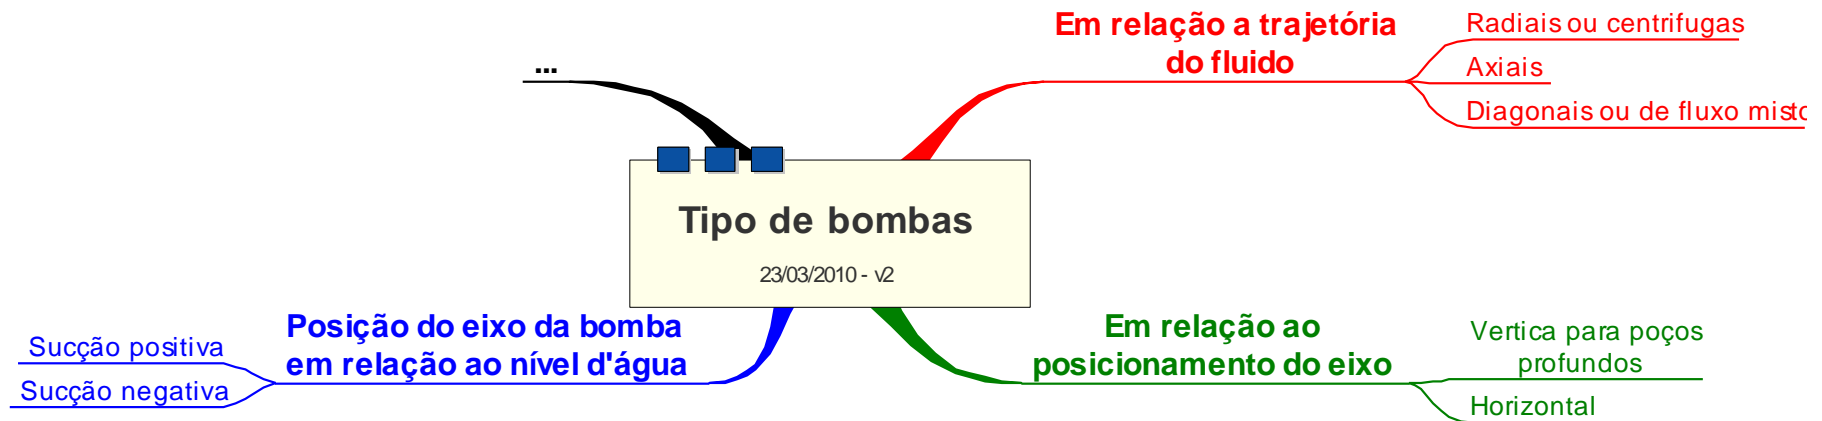 ...
Em relação a trajetória
do fluido
Radiais ou centrifugas
Axiais
Diagonais ou de fluxo misto
Tipo de bombas
23/03/2010 - v2
Posição do eixo da bomba
em relação ao nível d'água
Sucção positiva
Sucção negativa
Em relação ao
posicionamento do eixo
Vertica para poços
profundos
Horizontal